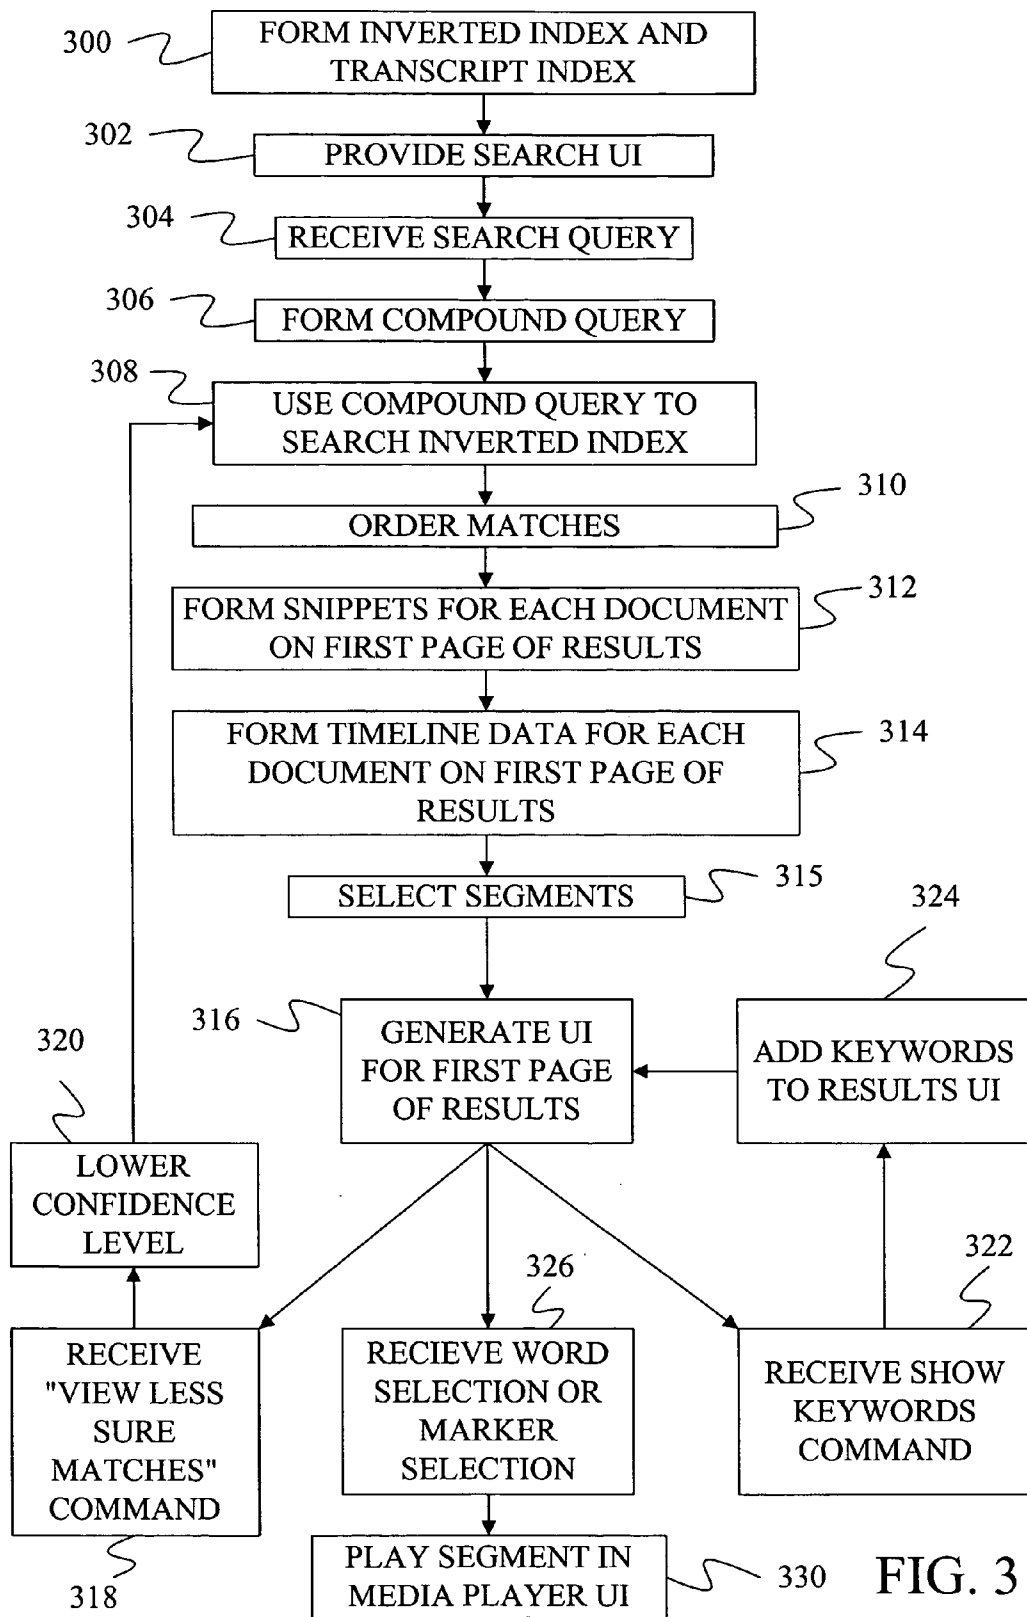 300
FORM INVERTED INDEX AND
TRANSCRIPT INDEX
302
PROVIDE SEARCH UI
304
RECEIVE SEARCH QUERY
306
FORM COMPOUND QUERY
308
USE COMPOUND QUERY TO
SEARCH INVERTED INDEX
310
ORDER MATCHES
312
FORM SNIPPETS FOR EACH DOCUMENT
ON FIRST PAGE OF RESULTS
314
FORM TIMELINE DATA FOR EACH
DOCUMENT ON FIRST PAGE OF
RESULTS
315
SELECT SEGMENTS
316
GENERATE UI
FOR FIRST PAGE
OF RESULTS
324
ADD KEYWORDS
TO RESULTS UI
320
LOWER
CONFIDENCE
LEVEL
RECEIVE
"VIEW LESS
SURE
MATCHES"
COMMAND
318
326
RECIEVE WORD
SELECTION OR
MARKER
SELECTION
322
RECEIVE SHOW
KEYWORDS
COMMAND
PLAY SEGMENT IN
MEDIA PLAYER UI
330
FIG. 3